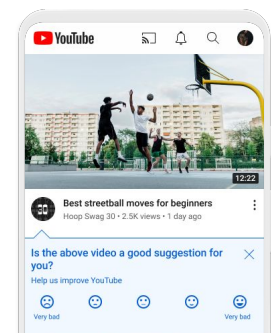 YouTube
12:22
Best streetball moves for beginners
Hoop Swag 30 • 2.5K views • 1 day ago
Is the above video a good suggestion for
you?
Help us improve YouTube
Very bad
Very bad